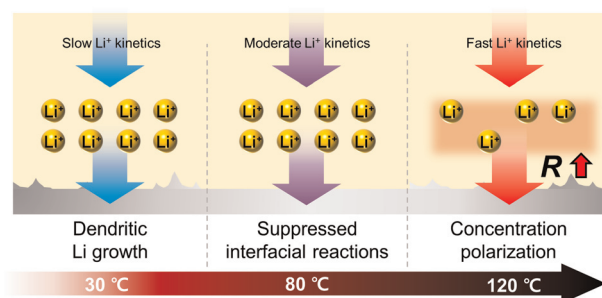 Slow Li⁺ kinetics
Moderate Li⁺ kinetics
Fast Li⁺ kinetics
Li⁺ Li⁺ Li⁺ Li⁺ Li⁺ Li⁺ Li⁺ Li⁺ Li⁺ Li⁺ Li⁺
Li⁺ Li⁺ Li⁺ Li⁺ Li⁺ Li⁺ Li⁺ Li⁺ Li⁺
R
Dendritic
Li growth
Suppressed
interfacial reactions
Concentration
polarization
30 ℃
80 ℃
120 ℃